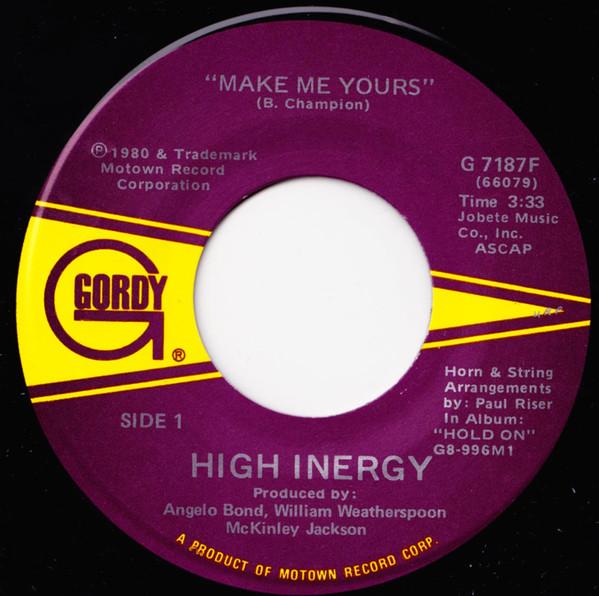 "MAKE ME YOURS"
(B. Champion)
℗1980 & Trademark
Motown Record
Corporation
G 7187F
(66079)
Time 3:33
Jobete Music
Co., Inc.
ASCAP
GORDY
®
SIDE 1
Horn & String
Arrangements
by: Paul Riser
In Album:
"HOLD ON"
G8-996M1
HIGH INERGY
Produced by:
Angelo Bond, William Weatherspoon
McKinley Jackson
A PRODUCT OF MOTOWN RECORD CORP.